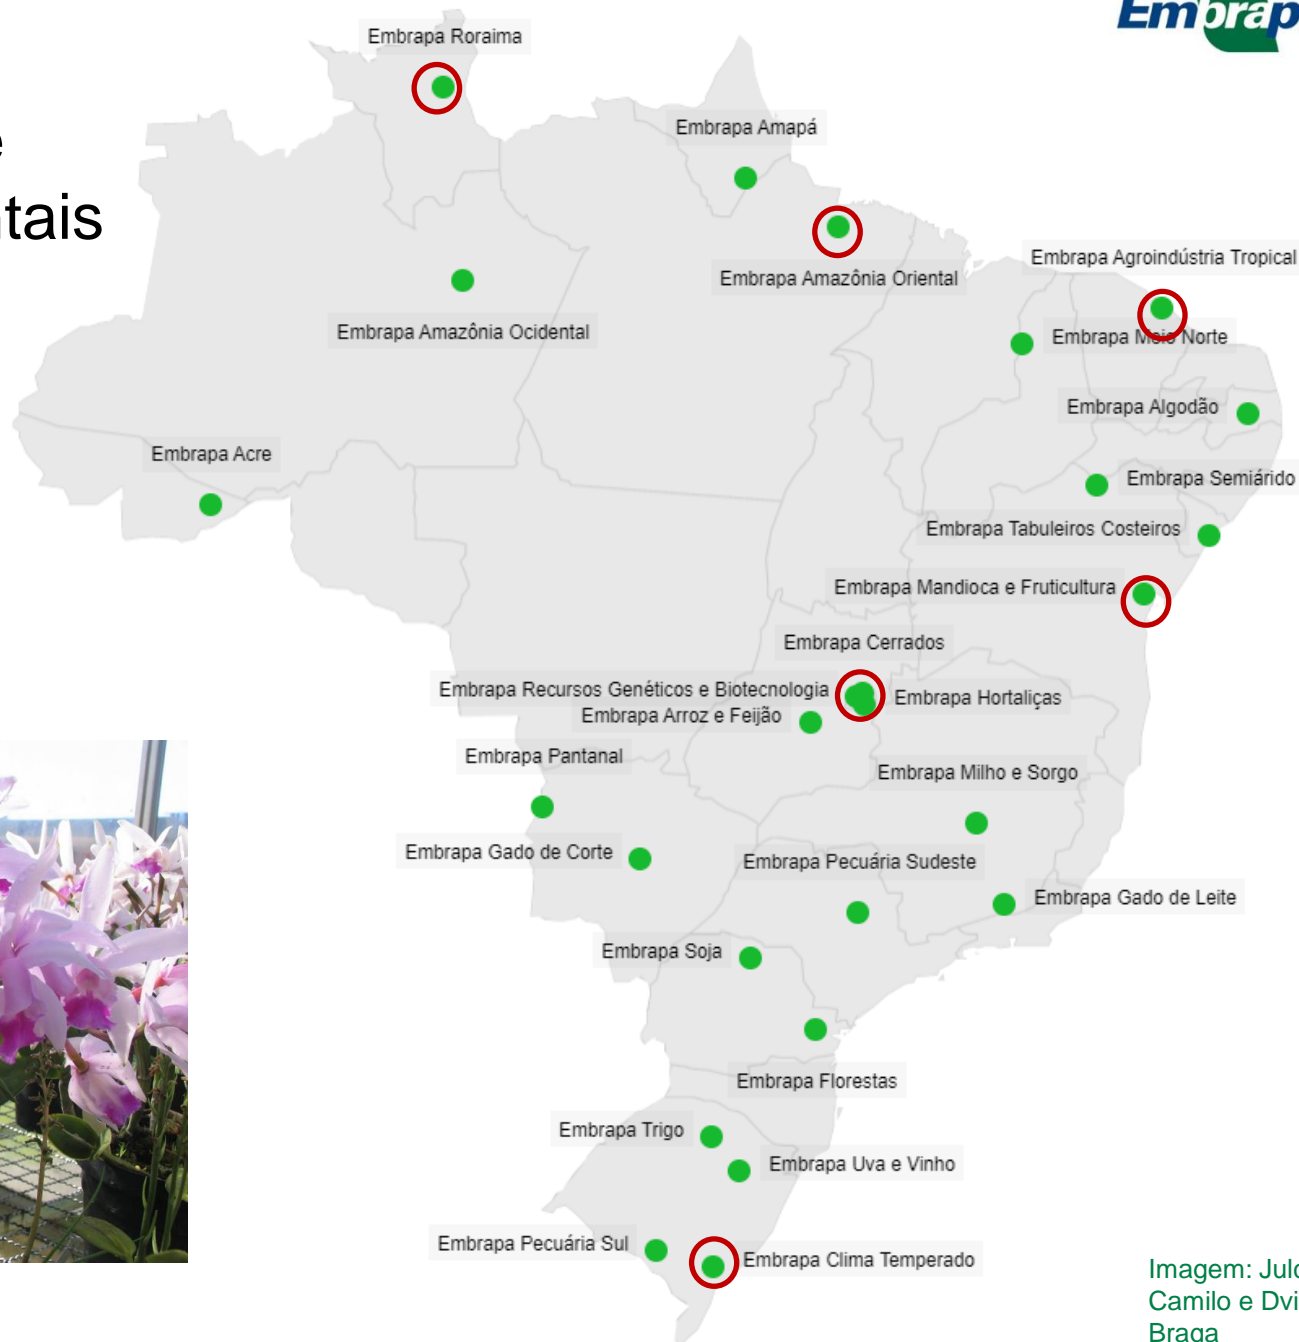 Embrapa Roraima
Embrapa Amapá
Embrapa Amazônia Oriental
Embrapa Agroindústria Tropical
Embrapa Amazônia Ocidental
Embrapa Meio Norte
Embrapa Algodão
Embrapa Acre
Embrapa Semiárido
Embrapa Tabuleiros Costeiros
Embrapa Mandioca e Fruticultura
Embrapa Cerrados
Embrapa Recursos Genéticos e Biotecnologia
Embrapa Hortaliças
Embrapa Arroz e Feijão
Embrapa Pantanal
Embrapa Milho e Sorgo
Embrapa Gado de Corte
Embrapa Pecuária Sudeste
Embrapa Gado de Leite
Embrapa Soja
Embrapa Florestas
Embrapa Trigo
Embrapa Uva e Vinho
Embrapa Pecuária Sul
Embrapa Clima Temperado
Imagem:
Camilo e
Braga